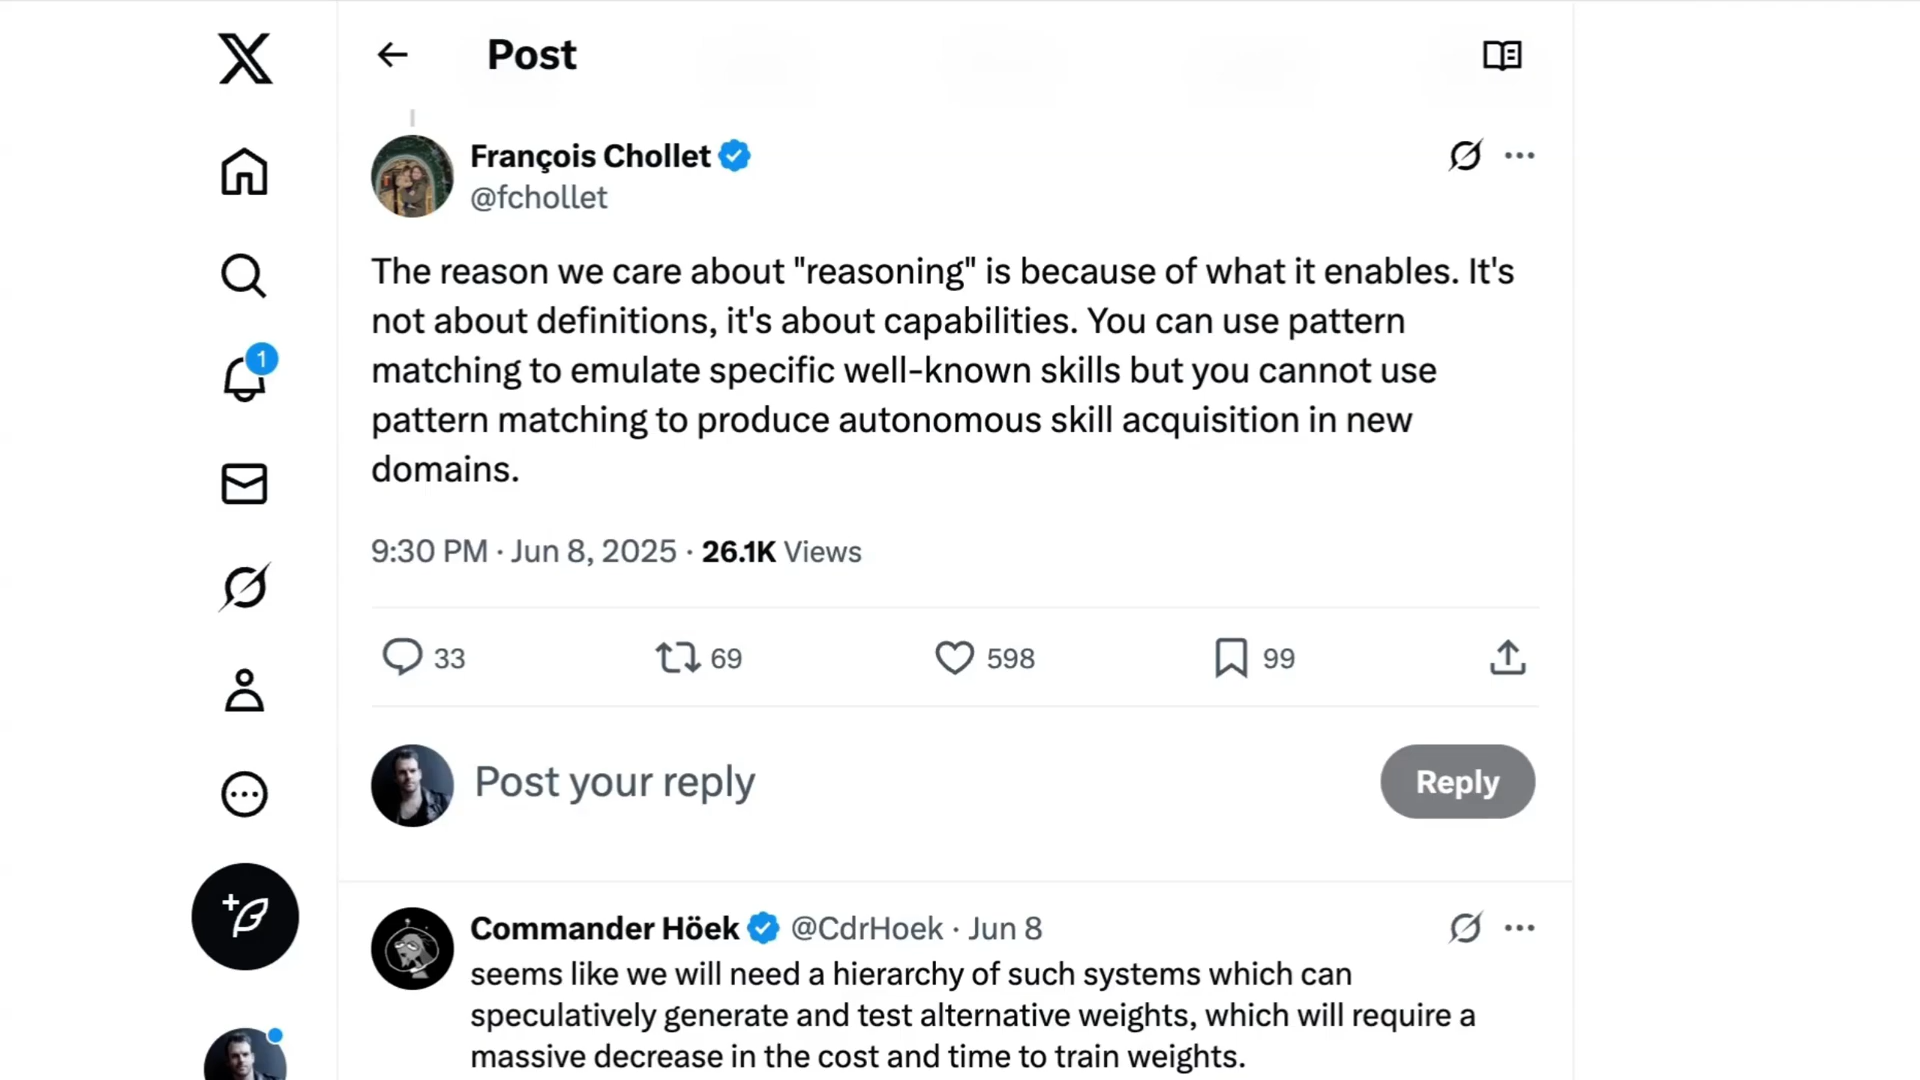 Post
François Chollet
@fchollet
The reason we care about "reasoning" is because of what it enables. It's
not about definitions, it's about capabilities. You can use pattern
matching to emulate specific well-known skills but you cannot use
pattern matching to produce autonomous skill acquisition in new
domains.
9:30 PM · Jun 8, 2025 · 26.1K Views
33 69 598 99
1
Post your reply
Reply
Commander Höek @CdrHoek · Jun 8
seems like we will need a hierarchy of such systems which can
speculatively generate and test alternative weights, which will require a
massive decrease in the cost and time to train weights.